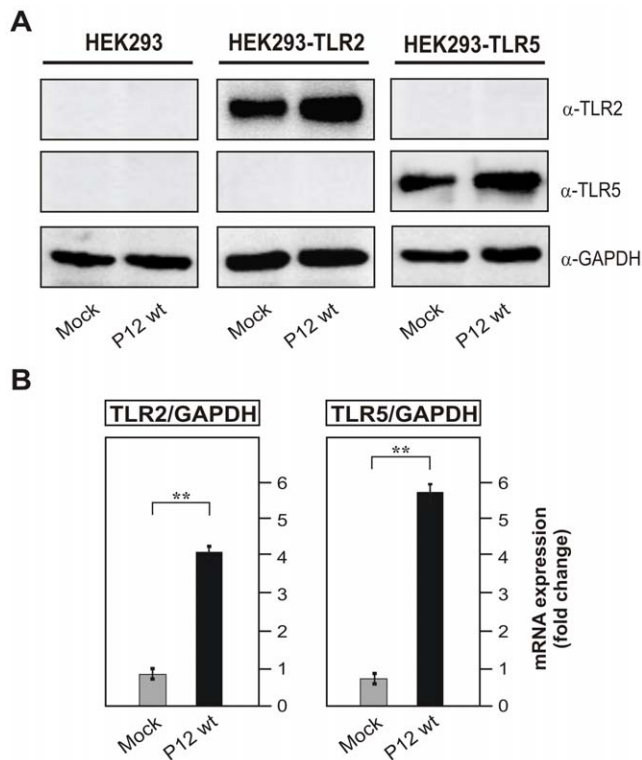 A
HEK293 HEK293-TLR2 HEK293-TLR5
α-TLR2
α-TLR5
α-GAPDH
Mock P12 wt Mock P12 wt Mock P12 wt
B
TLR2/GAPDH TLR5/GAPDH
** **
6 6
5 5
4 4
3 3
2 2
1 1
0 0
mRNA expression
(fold change)
Mock P12 wt Mock P12 wt